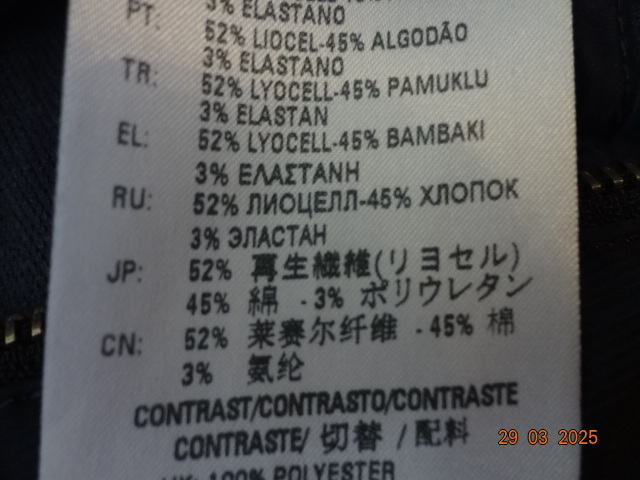 3% ELASTANO
PT: 52% LIOCEL-45% ALGODÃO
3% ELASTANO
TR: 52% LYOCELL-45% PAMUKLU
3% ELASTAN
EL: 52% LYOCELL-45% BAMBAKI
3% ΕΛΑΣΤΑΝΗ
RU: 52% ЛИОЦЕЛЛ-45% ХЛОПОК
3% ЭЛАСТАН
JP: 52% 再生繊維(リヨセル)
45% 綿 - 3% ポリウレタン
CN: 52% 莱赛尔纤维 - 45% 棉
3% 氨纶
CONTRAST/CONTRASTO/CONTRASTE
CONTRASTE/ 切替 / 配料
100% POLYESTER
29 03 2025